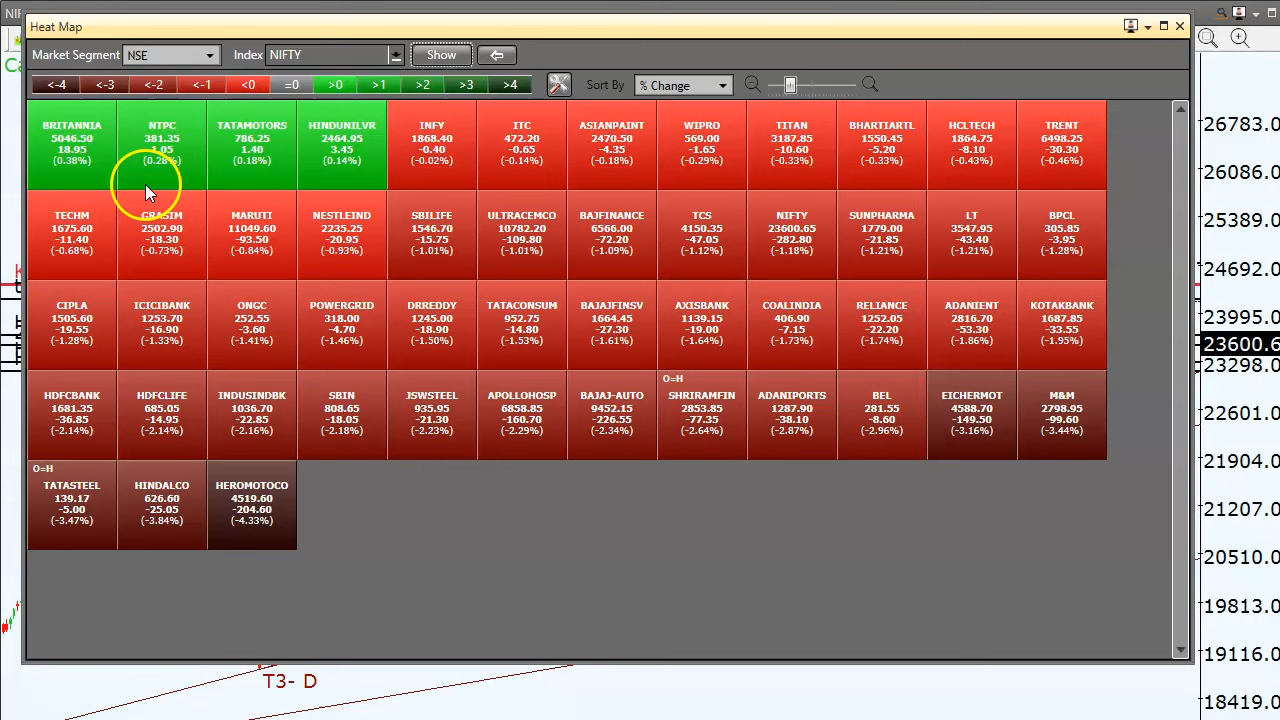 NIF
Heat Map
Market Segment NSE Index NIFTY Show
<-4 <-3 <-2 <-1 <0 =0 >0 >1 >2 >3 >4 Sort By % Change
Ca
BRITANNIA NTPC TATAMOTORS HINDUNILVR INFY ITC ASIANPAINT WIPRO TITAN BHARTIARTL HCLTECH TRENT
5046.50 381.35 786.25 2464.95 1868.40 472.20 2470.50 569.00 3187.85 1550.45 1864.75 6498.25
18.95 1.05 1.40 3.45 -0.40 -0.65 -4.35 -1.65 -10.60 -5.20 -8.10 -30.30
(0.38%) (0.28%) (0.18%) (0.14%) (-0.02%) (-0.14%) (-0.18%) (-0.29%) (-0.33%) (-0.33%) (-0.43%) (-0.46%)
TECHM GRASIM MARUTI NESTLEIND SBILIFE ULTRACEMCO BAJFINANCE TCS NIFTY SUNPHARMA LT BPCL
1675.60 2502.90 11049.60 2235.25 1546.70 10782.20 6566.00 4150.35 23600.65 1779.00 3547.95 305.85
-11.40 -18.30 -93.50 -20.95 -15.75 -109.80 -72.20 -47.05 -282.80 -21.85 -43.40 -3.95
(-0.68%) (-0.73%) (-0.84%) (-0.93%) (-1.01%) (-1.01%) (-1.09%) (-1.12%) (-1.18%) (-1.21%) (-1.21%) (-1.28%)
CIPLA ICICIBANK ONGC POWERGRID DRREDDY TATACONSUM BAJAJFINSV AXISBANK COALINDIA RELIANCE ADANIENT KOTAKBANK
1505.60 1253.70 252.55 318.00 1245.00 952.75 1664.45 1139.15 406.90 1252.05 2816.70 1687.85
-19.55 -16.90 -3.60 -4.70 -18.90 -14.80 -27.30 -19.00 -7.15 -22.20 -53.30 -33.55
(-1.28%) (-1.33%) (-1.41%) (-1.46%) (-1.50%) (-1.53%) (-1.61%) (-1.64%) (-1.73%) (-1.74%) (-1.86%) (-1.95%)
O=H
HDFCBANK HDFCLIFE INDUSINDBK SBIN JSWSTEEL APOLLOHOSP BAJAJ-AUTO SHRIRAMFIN ADANIPORTS BEL EICHERMOT M&M
1681.35 685.05 1036.70 808.65 935.95 6858.85 9452.15 2853.85 1287.90 281.55 4588.70 2798.95
-36.85 -14.95 -22.85 -18.05 -21.30 -160.70 -226.55 -77.35 -38.10 -8.60 -149.50 -99.60
(-2.14%) (-2.14%) (-2.16%) (-2.18%) (-2.23%) (-2.29%) (-2.34%) (-2.64%) (-2.87%) (-2.96%) (-3.16%) (-3.44%)
O=H
TATASTEEL HINDALCO HEROMOTOCO
139.17 626.60 4519.60
-5.00 -25.05 -204.60
(-3.47%) (-3.84%) (-4.33%)
T3- D
26783.0
26086.0
25389.0
24692.0
23995.0
23600.6
23298.0
22601.0
21904.0
21207.0
20510.0
19813.0
19116.0
18419.0